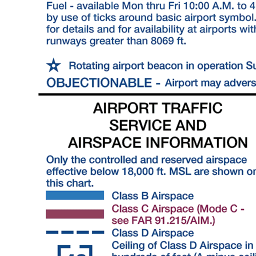 Fuel - available Mon thru Fri 10:00 A.M. to 4
by use of ticks around basic airport symbol.
for details and for availability at airports with
runways greater than 8069 ft.
Rotating airport beacon in operation Su
OBJECTIONABLE - Airport may advers
AIRPORT TRAFFIC
SERVICE AND
AIRSPACE INFORMATION
Only the controlled and reserved airspace
effective below 18,000 ft. MSL are shown on
this chart.
Class B Airspace
Class C Airspace (Mode C -
see FAR 91.215/AIM.)
Class D Airspace
Ceiling of Class D Airspace in